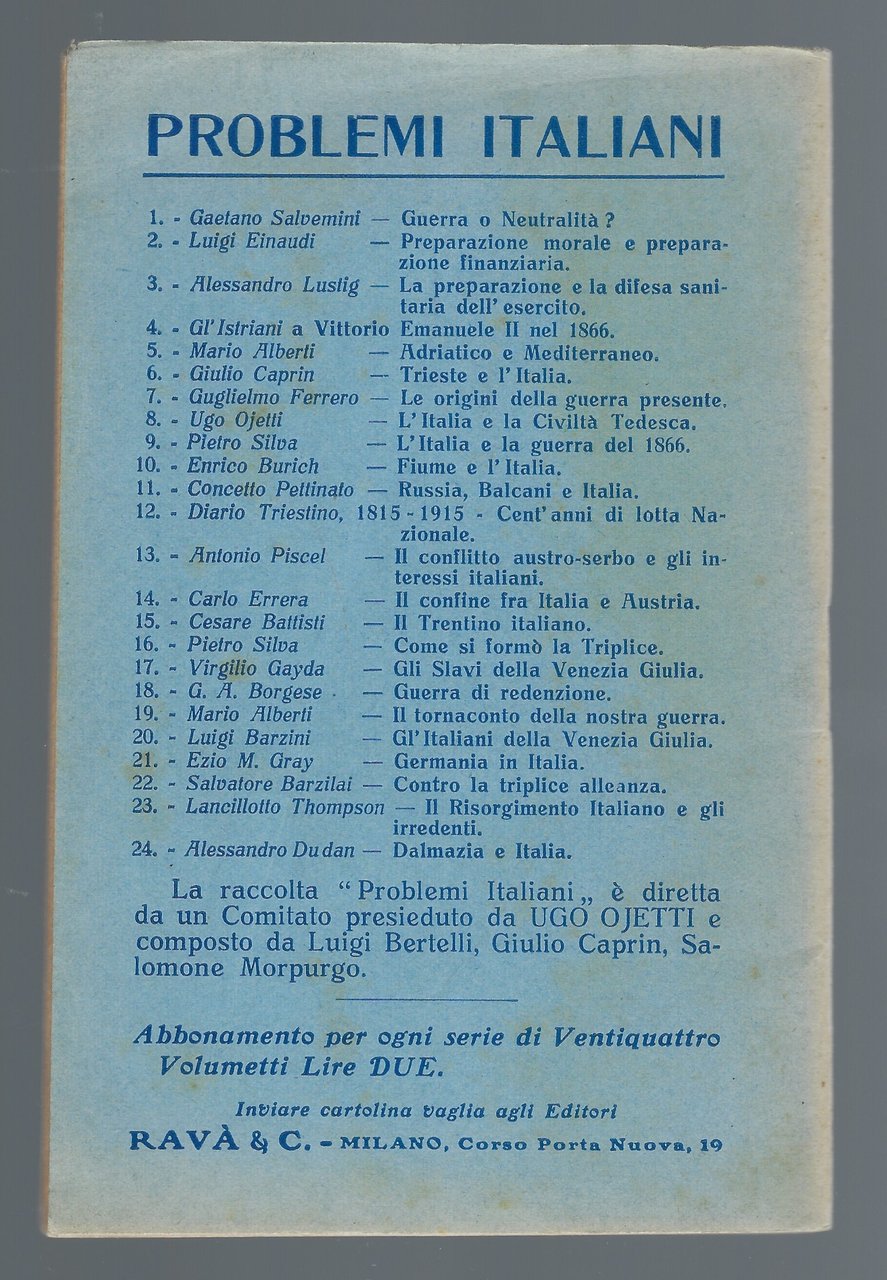 PROBLEMI ITALIANI
1. - Gaetano Salvemini — Guerra o Neutralità ?
2. - Luigi Einaudi — Preparazione morale e prepara-
zione finanziaria.
3. - Alessandro Lustig — La preparazione e la difesa sani-
taria dell' esercito.
4. - Gl'Istriani a Vittorio Emanuele II nel 1866.
5. - Mario Alberti — Adriatico e Mediterraneo.
6. - Giulio Caprin — Trieste e l' Italia.
7. - Guglielmo Ferrero — Le origini della guerra presente.
8. - Ugo Ojetti — L' Italia e la Civiltà Tedesca.
9. - Pietro Silva — L' Italia e la guerra del 1866.
10. - Enrico Burich — Fiume e l' Italia.
11. - Concetto Pettinato — Russia, Balcani e Italia.
12. - Diario Triestino, 1815 - 1915 - Cent' anni di lotta Na-
zionale.
13. - Antonio Piscel — Il conflitto austro-serbo e gli in-
teressi italiani.
14. - Carlo Errera — Il confine fra Italia e Austria.
15. - Cesare Battisti — Il Trentino italiano.
16. - Pietro Silva — Come si formò la Triplice.
17. - Virgilio Gayda — Gli Slavi della Venezia Giulia.
18. - G. A. Borgese — Guerra di redenzione.
19. - Mario Alberti — Il tornaconto della nostra guerra.
20. - Luigi Barzini — Gl' Italiani della Venezia Giulia.
21. - Ezio M. Gray — Germania in Italia.
22. - Salvatore Barzilai — Contro la triplice alleanza.
23. - Lancillotto Thompson — Il Risorgimento Italiano e gli
irredenti.
24. - Alessandro Dudan — Dalmazia e Italia.
La raccolta “ Problemi Italiani „ è diretta
da un Comitato presieduto da UGO OJETTI e
composto da Luigi Bertelli, Giulio Caprin, Sa-
lomone Morpurgo.
Abbonamento per ogni serie di Ventiquattro
Volumetti Lire DUE.
Inviare cartolina vaglia agli Editori
RAVÀ & C. - MILANO, Corso Porta Nuova, 19